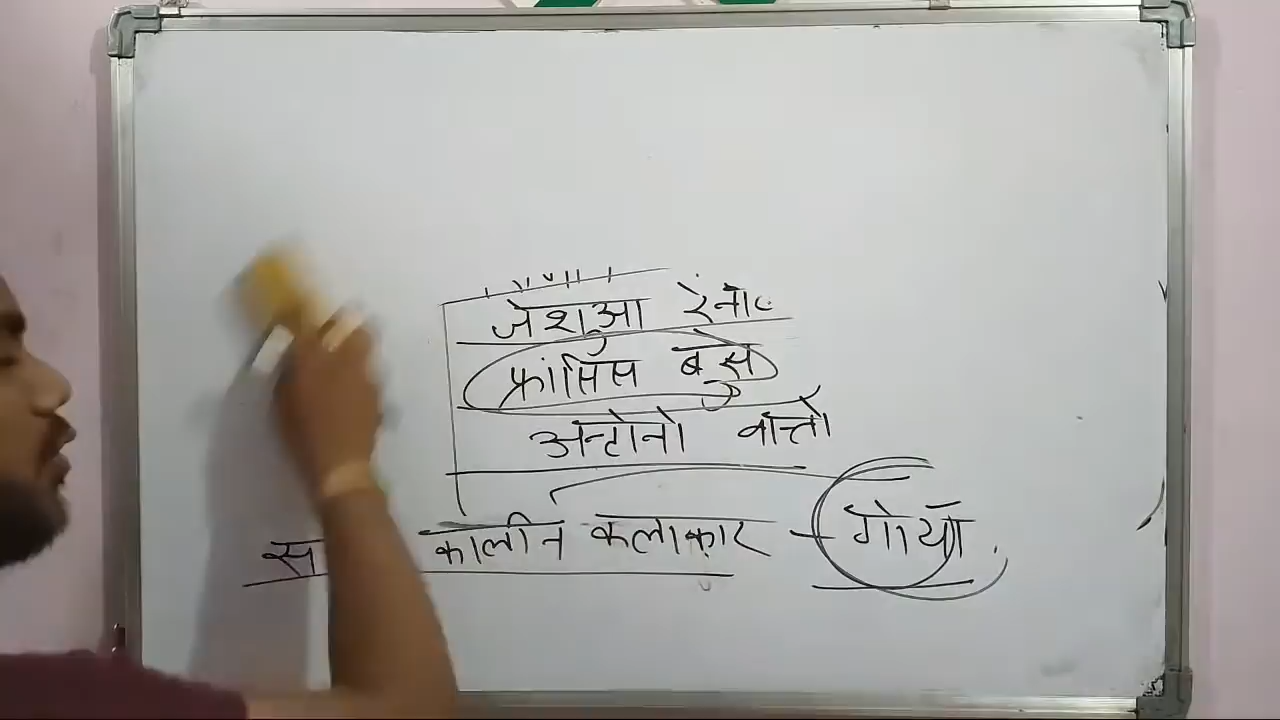 जेशूआ रेनाल
फ्रांसिस बुसे
अन्टोनो वात्तो
कालीन कलाकार - गोयाँ